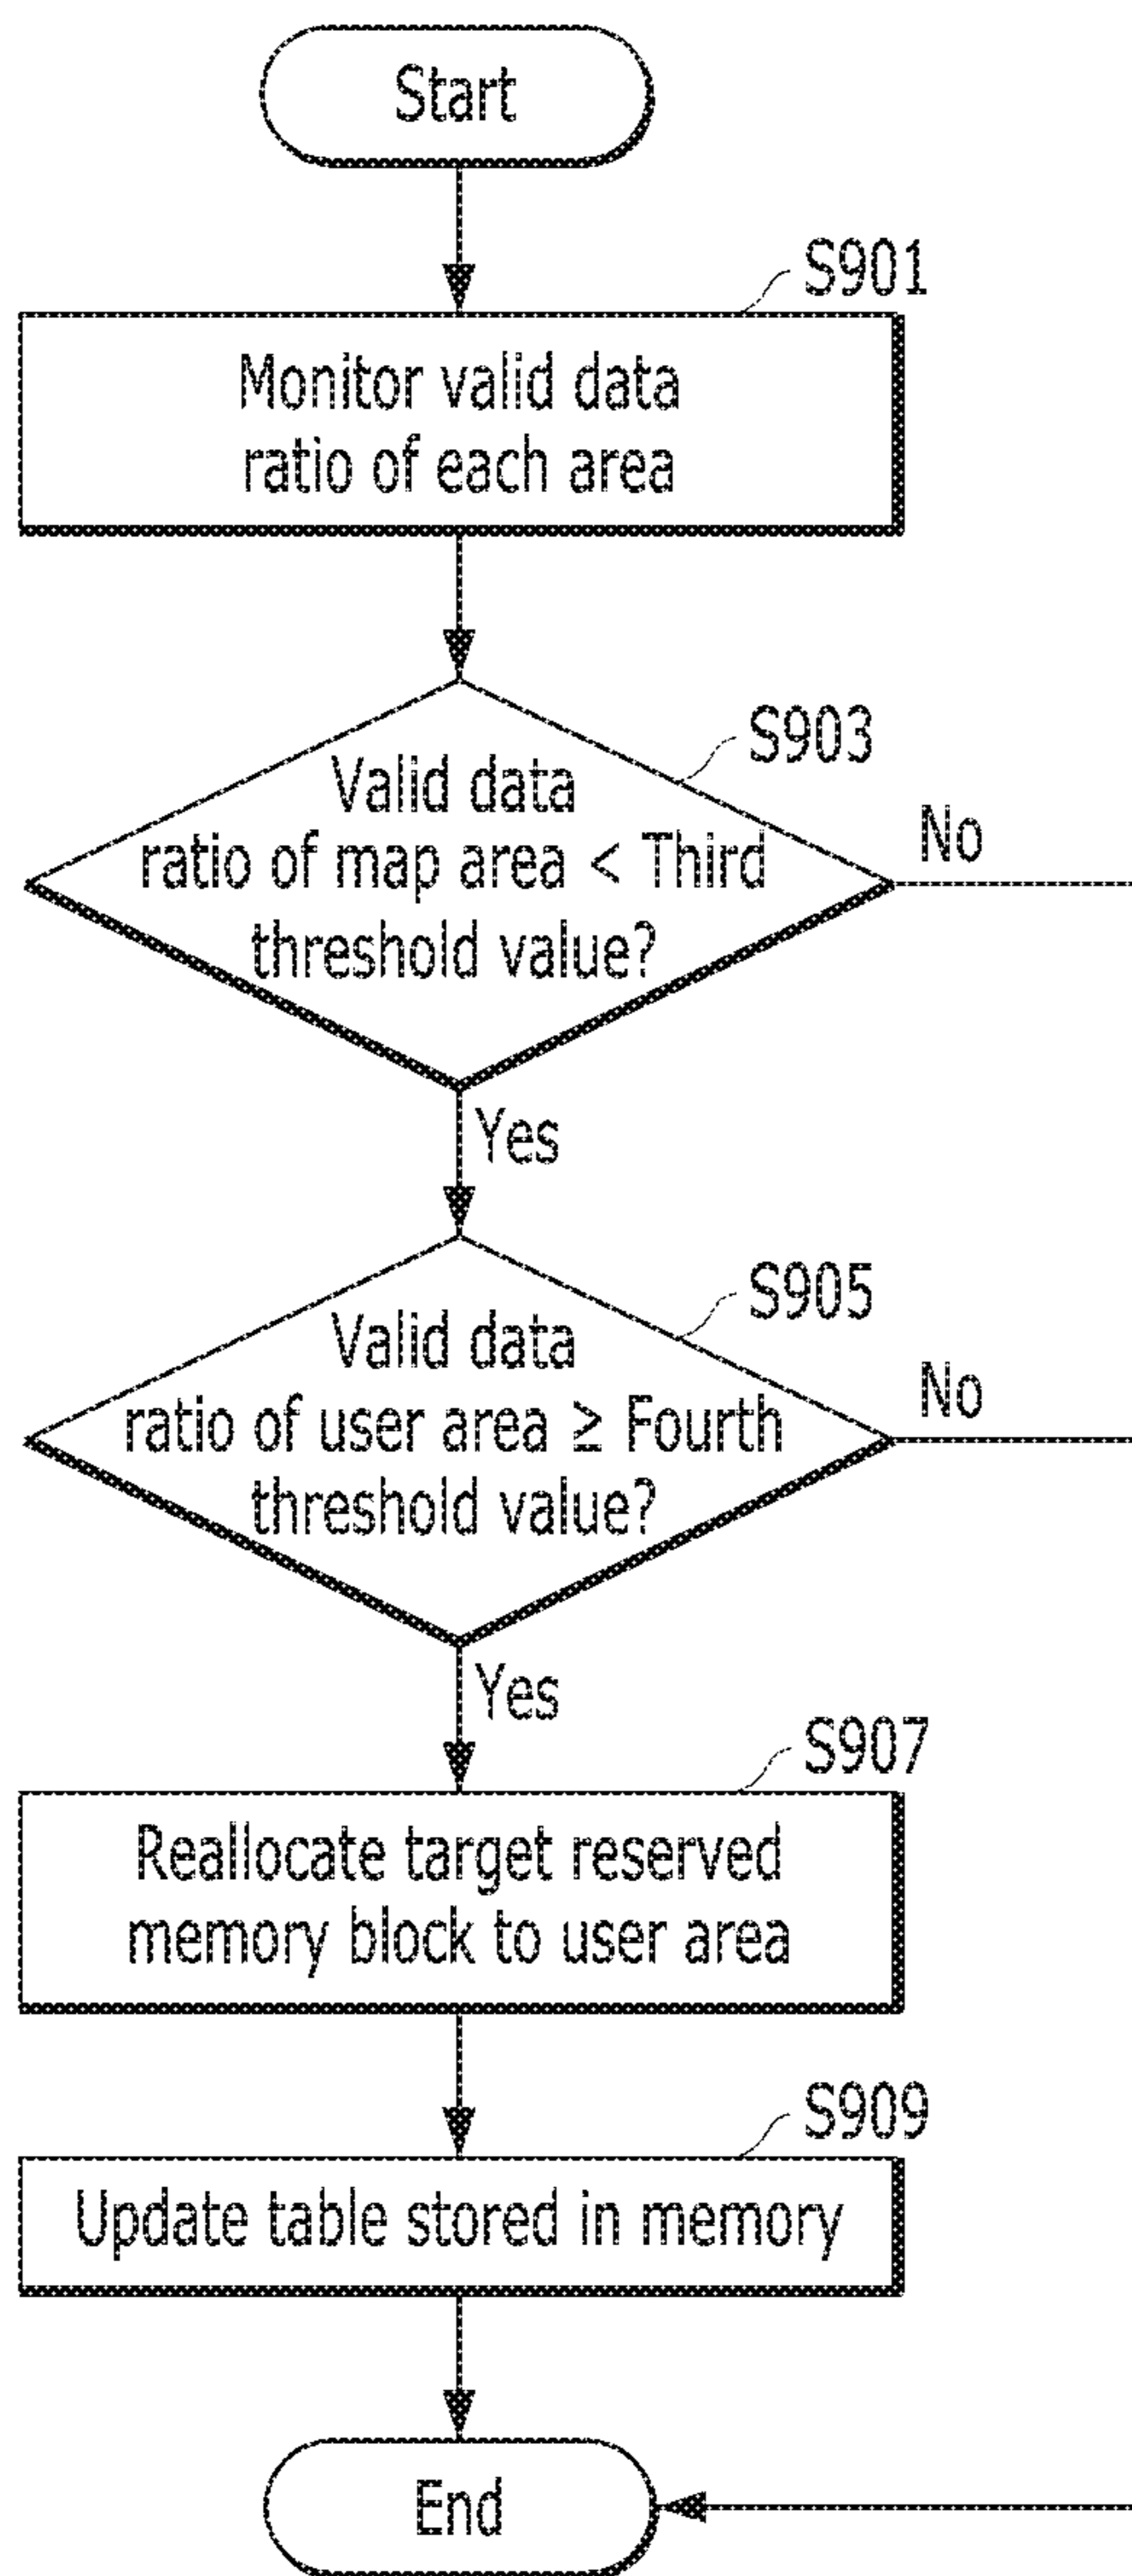 Start
S901
Monitor valid data
ratio of each area
S903
Valid data
ratio of map area < Third
threshold value?
No
Yes
S905
Valid data
ratio of user area ≥ Fourth
threshold value?
No
Yes
S907
Reallocate target reserved
memory block to user area
S909
Update table stored in memory
End